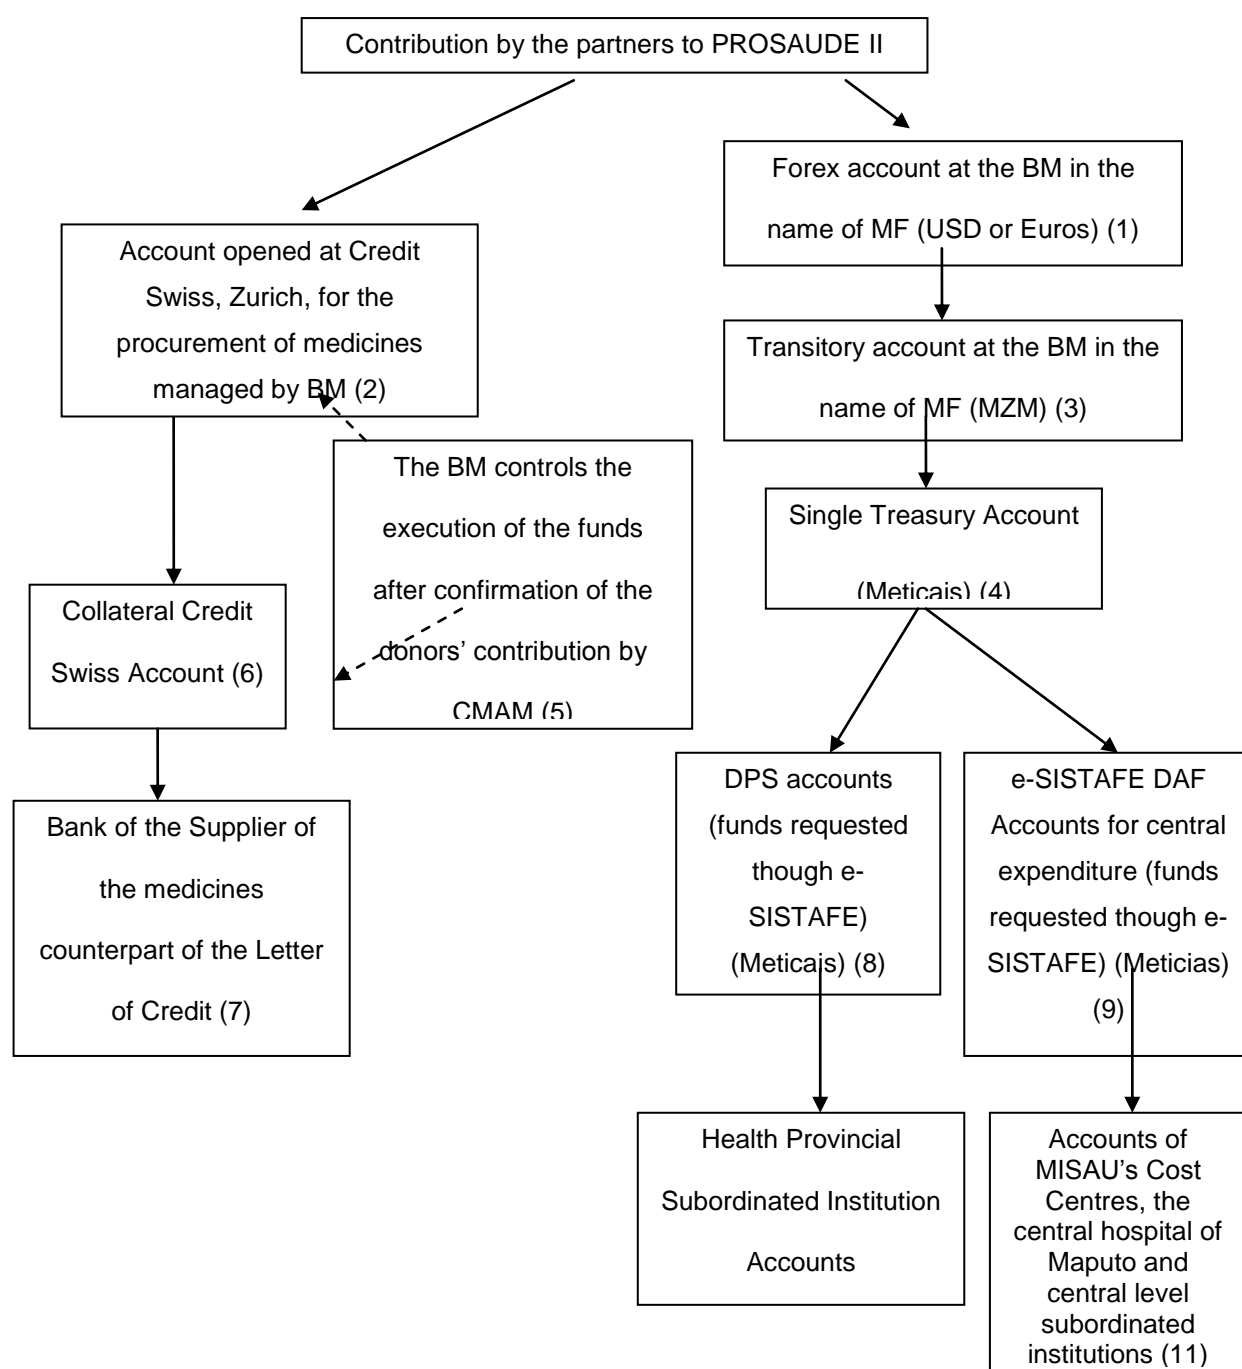 Contribution by the partners to PROSAUDE II
Forex account at the BM in the
name of MF (USD or Euros) (1)
Account opened at Credit
Swiss, Zurich, for the
procurement of medicines
managed by BM (2)
Transitory account at the BM in the
name of MF (MZM) (3)
The BM controls the
execution of the funds
after confirmation of the
donors’ contribution by
CMAM (5)
Single Treasury Account
(Meticais) (4)
Collateral Credit
Swiss Account (6)
Bank of the Supplier of
the medicines
counterpart of the Letter
of Credit (7)
DPS accounts
(funds requested
though e-
SISTAFE)
(Meticais) (8)
e-SISTAFE DAF
Accounts for central
expenditure (funds
requested though e-
SISTAFE) (Meticias)
(9)
Health Provincial
Subordinated Institution
Accounts
Accounts of
MISAU’s Cost
Centres, the
central hospital of
Maputo and
central level
subordinated
institutions (11)